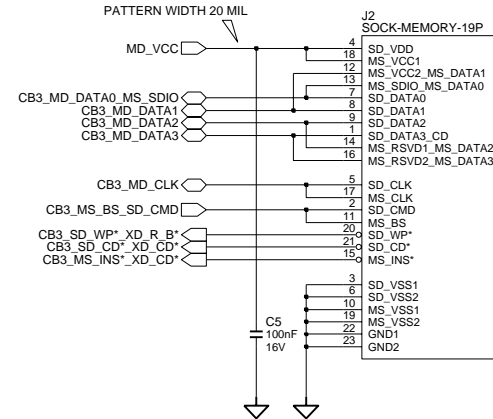 PATTERN WIDTH 20 MIL
J2
SOCK-MEMORY-19P
MD_VCC
4 SD_VDD
18 MS_VCC1
12 MS_VCC2_MS_DATA1
13 MS_SDIO_MS_DATA0
CB3_MD_DATA0_MS_SDIO 7 SD_DATA0
CB3_MD_DATA1 8 SD_DATA1
CB3_MD_DATA2 9 SD_DATA2
CB3_MD_DATA3 1 SD_DATA3_CD
14 MS_RSVD1_MS_DATA2
16 MS_RSVD2_MS_DATA3
CB3_MD_CLK 5 SD_CLK
17 MS_CLK
CB3_MS_BS_SD_CMD 2 SD_CMD
11 MS_BS
CB3_SD_WP*_XD_R_B* 20 SD_WP*
CB3_SD_CD*_XD_CD* 21 SD_CD*
CB3_MS_INS*_XD_CD* 15 MS_INS*
3 SD_VSS1
6 SD_VSS2
10 MS_VSS1
19 MS_VSS2
22 GND1
23 GND2
C5
100nF
16V